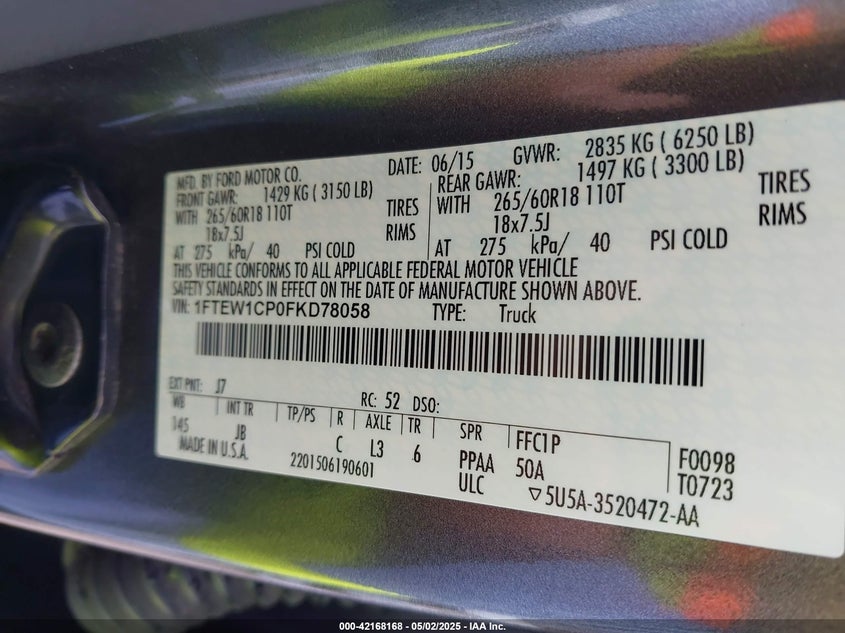 MFD. BY FORD MOTOR CO.
DATE: 06/15 GVWR: 2835 KG ( 6250 LB)
FRONT GAWR: 1429 KG ( 3150 LB) REAR GAWR: 1497 KG ( 3300 LB)
WITH 265/60R18 110T TIRES WITH 265/60R18 110T TIRES
18x7.5J RIMS 18x7.5J RIMS
AT 275 kPa/ 40 PSI COLD AT 275 kPa/ 40 PSI COLD
THIS VEHICLE CONFORMS TO ALL APPLICABLE FEDERAL MOTOR VEHICLE
SAFETY STANDARDS IN EFFECT ON THE DATE OF MANUFACTURE SHOWN ABOVE.
VIN: 1FTEW1CP0FKD78058 TYPE: Truck
EXT PNT: J7 RC: 52 DSO:
WB INT TR TP/PS R AXLE TR SPR FFC1P F0098
145 JB C L3 6 PPAA 50A T0723
MADE IN U.S.A. 2201506190601 ULC ▽5U5A-3520472-AA
000-42168168 - 05/02/2025 - IAA Inc.